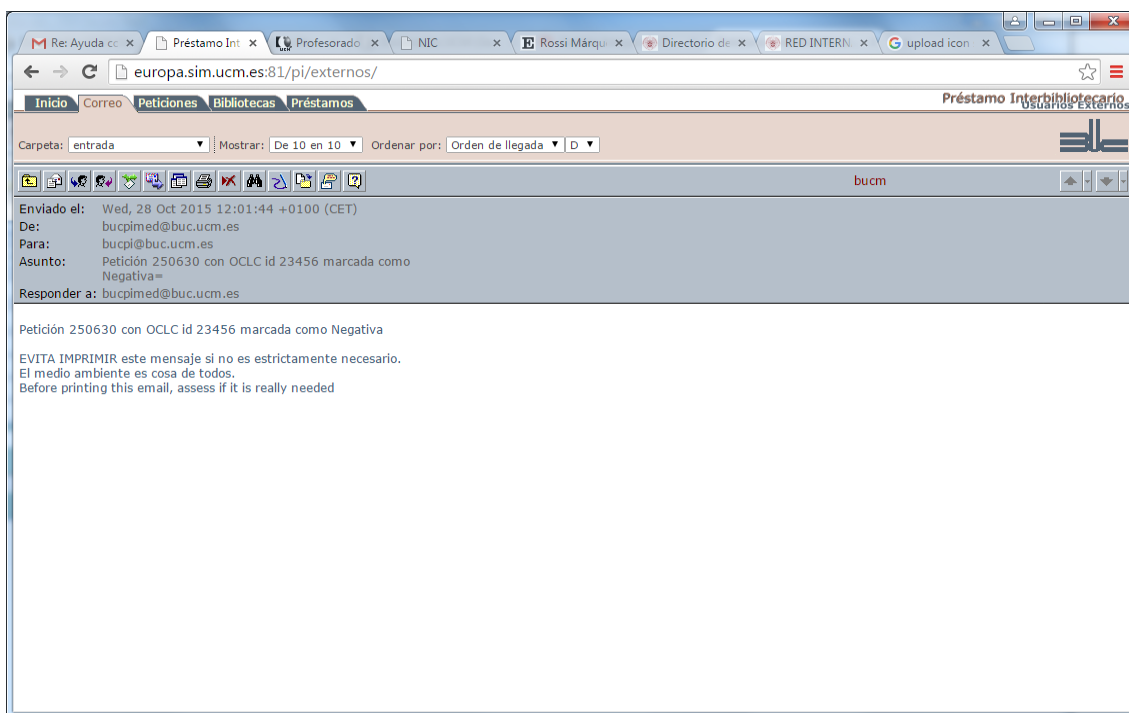 Re: Ayuda cc
Préstamo Int
Profesorado
NIC
Rossi Márqu
Directorio de
RED INTERN
upload icon
europa.sim.ucm.es:81/pi/externos/
Inicio Correo Peticiones Bibliotecas Préstamos
Préstamo Interbibliotecario
Usuarios Externos
Carpeta: entrada Mostrar: De 10 en 10 Ordenar por: Orden de llegada D
bucm
Enviado el: Wed, 28 Oct 2015 12:01:44 +0100 (CET)
De: bucpimed@buc.ucm.es
Para: bucpi@buc.ucm.es
Asunto: Petición 250630 con OCLC id 23456 marcada como
Negativa=
Responder a: bucpimed@buc.ucm.es
Petición 250630 con OCLC id 23456 marcada como Negativa
EVITA IMPRIMIR este mensaje si no es estrictamente necesario.
El medio ambiente es cosa de todos.
Before printing this email, assess if it is really needed